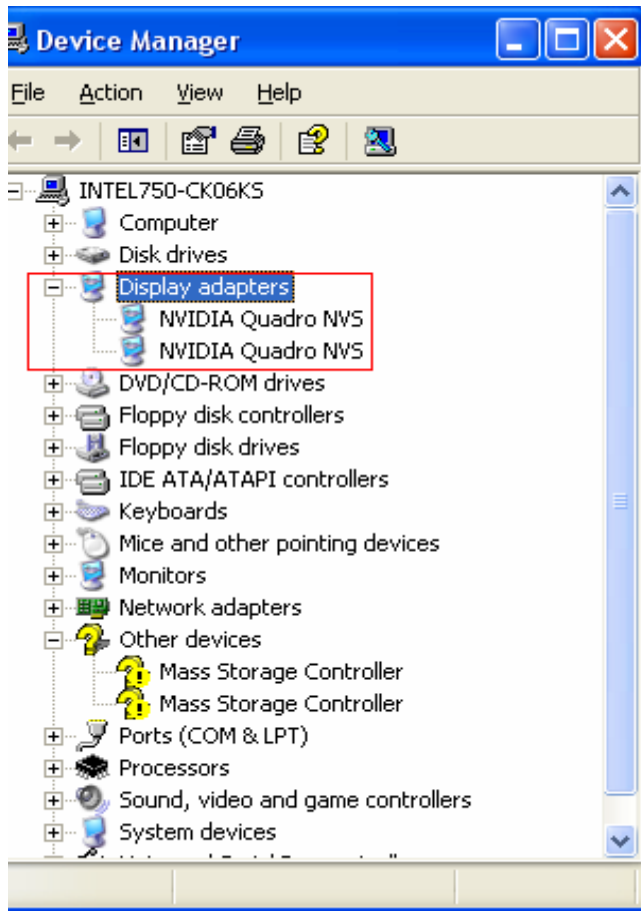 Device Manager
File Action View Help
INTEL750-CK06KS
Computer
Disk drives
Display adapters
NVIDIA Quadro NVS
NVIDIA Quadro NVS
DVD/CD-ROM drives
Floppy disk controllers
Floppy disk drives
IDE ATA/ATAPI controllers
Keyboards
Mice and other pointing devices
Monitors
Network adapters
Other devices
Mass Storage Controller
Mass Storage Controller
Ports (COM & LPT)
Processors
Sound, video and game controllers
System devices